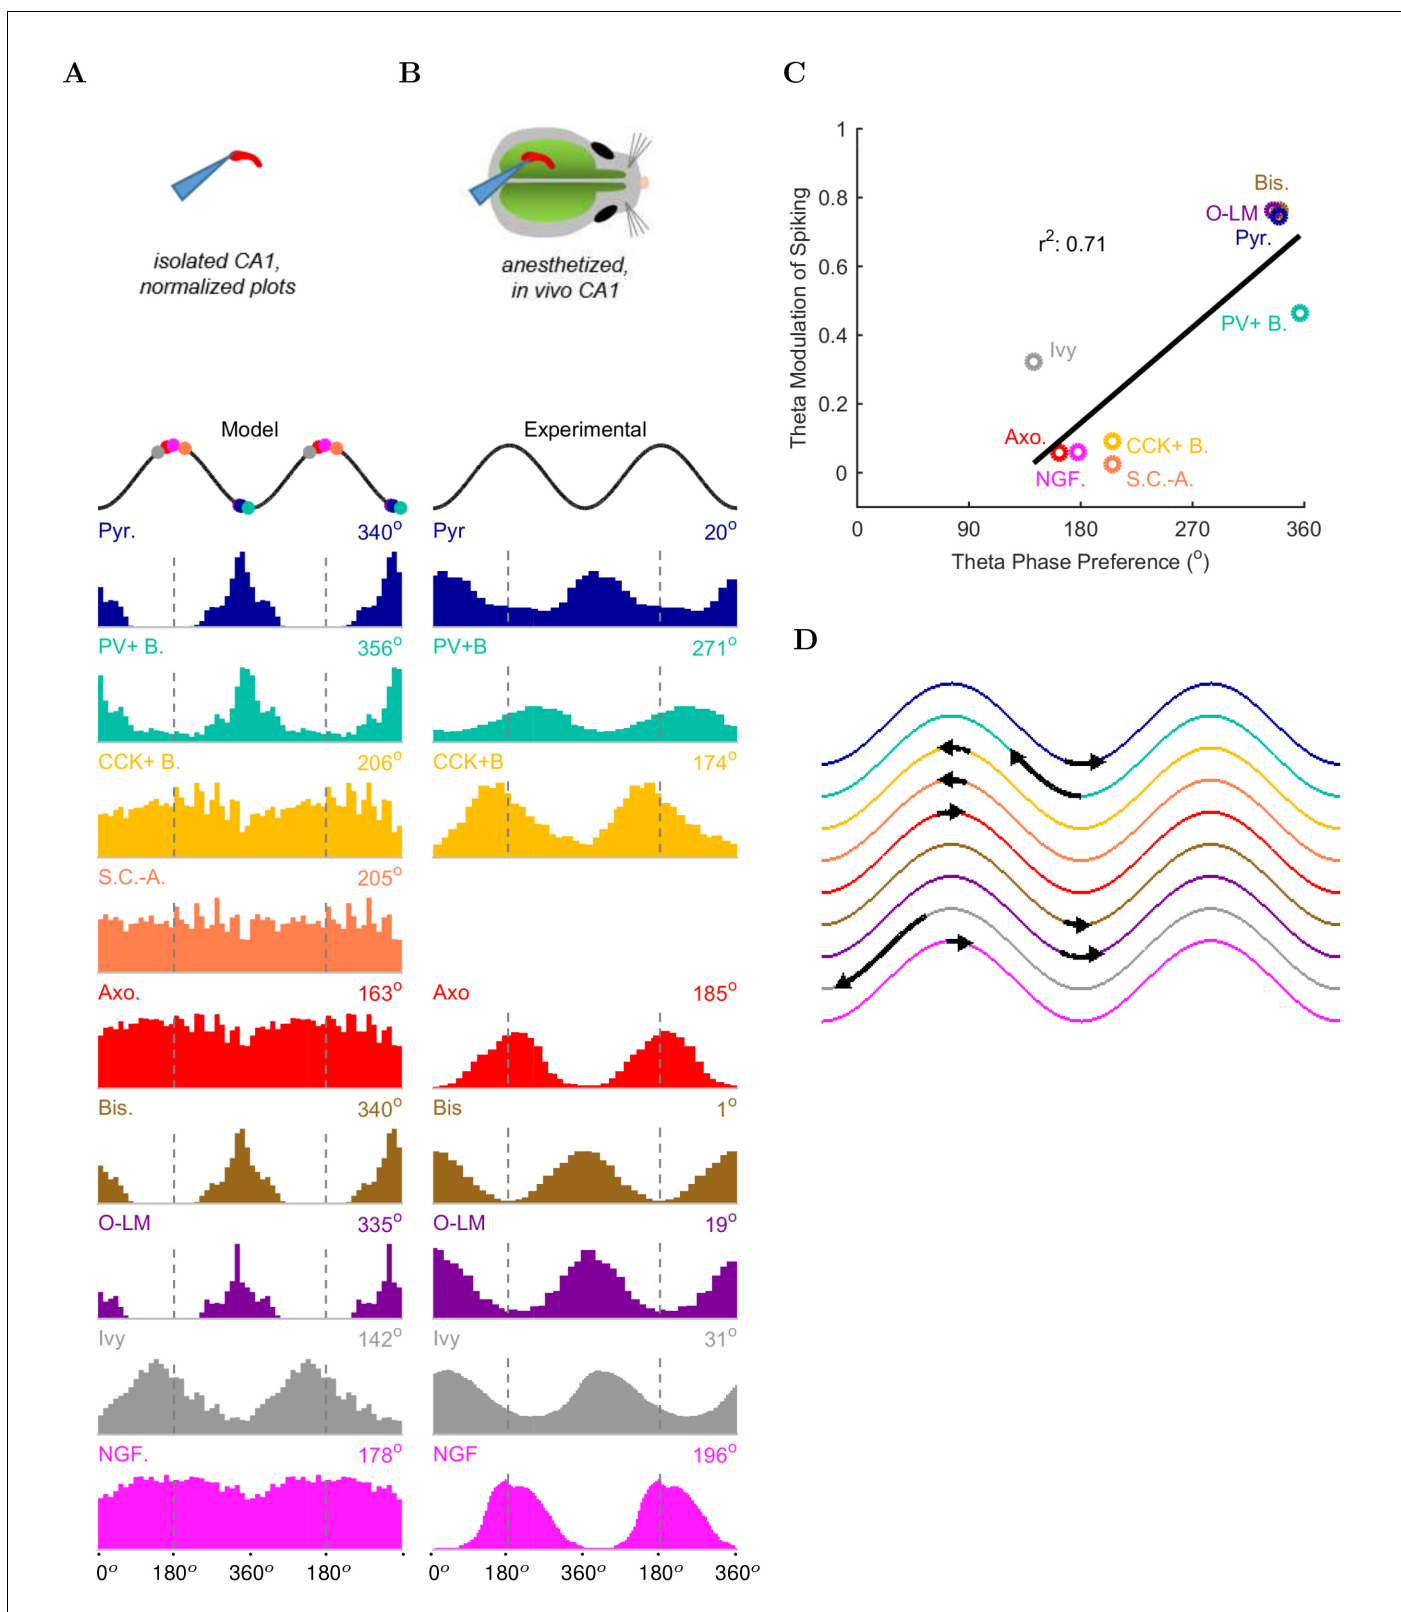 A
B
C
isolated CA1,
normalized plots
anesthetized,
in vivo CA1
Model
Experimental
Pyr. 340°
Pyr 20°
PV+ B. 356°
PV+B 271°
CCK+ B. 206°
CCK+B 174°
S.C.-A. 205°
Axo. 163°
Axo 185°
Bis. 340°
Bis 1°
O-LM 335°
O-LM 19°
Ivy 142°
Ivy 31°
NGF. 178°
NGF 196°
0° 180° 360° 180°
0° 180° 360° 180° 360°
Theta Modulation of Spiking
1
0.8
0.6
0.4
0.2
0
r²: 0.71
Bis.
O-LM
Pyr.
PV+ B.
Ivy
Axo.
CCK+ B.
NGF.
S.C.-A.
0 90 180 270 360
Theta Phase Preference (°)
D